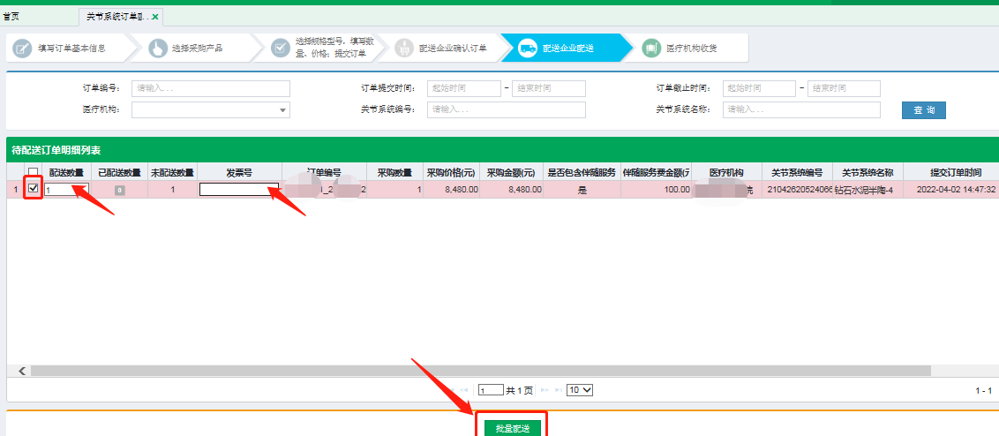 首页
关节系统订单配..
填写订单基本信息
选择采购产品
选择规格型号、填写数
量、价格；提交订单
配送企业确认订单
配送企业配送
医疗机构收货
订单编号： 请输入... 订单提交时间： 起始时间 - 结束时间 订单截止时间： 起始时间 - 结束时间
医疗机构： 关节系统编号： 请输入... 关节系统名称： 请输入... 查 询
待配送订单明细列表
配送数量 已配送数量 未配送数量 发票号 订单编号 采购数量 采购价格(元) 采购金额(元) 是否包含伴随服务 伴随服务费金额(元 医疗机构 关节系统编号 关节系统名称 提交订单时间
1 1 0 1 1 8,480.00 8,480.00 是 100.00 院 21042620524066 钻石水泥半陶-4 2022-04-02 14:47:32
1 共 1 页 10 1 - 1
批量配送